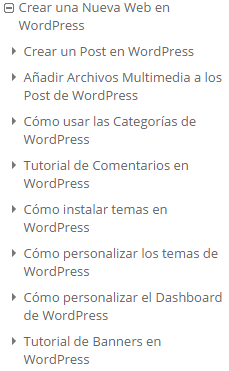 Crear una Nueva Web en
WordPress
Crear un Post en WordPress
Añadir Archivos Multimedia a los
Post de WordPress
Cómo usar las Categorías de
WordPress
Tutorial de Comentarios en
WordPress
Cómo instalar temas en
WordPress
Cómo personalizar los temas de
WordPress
Cómo personalizar el Dashboard
de WordPress
Tutorial de Banners en
WordPress